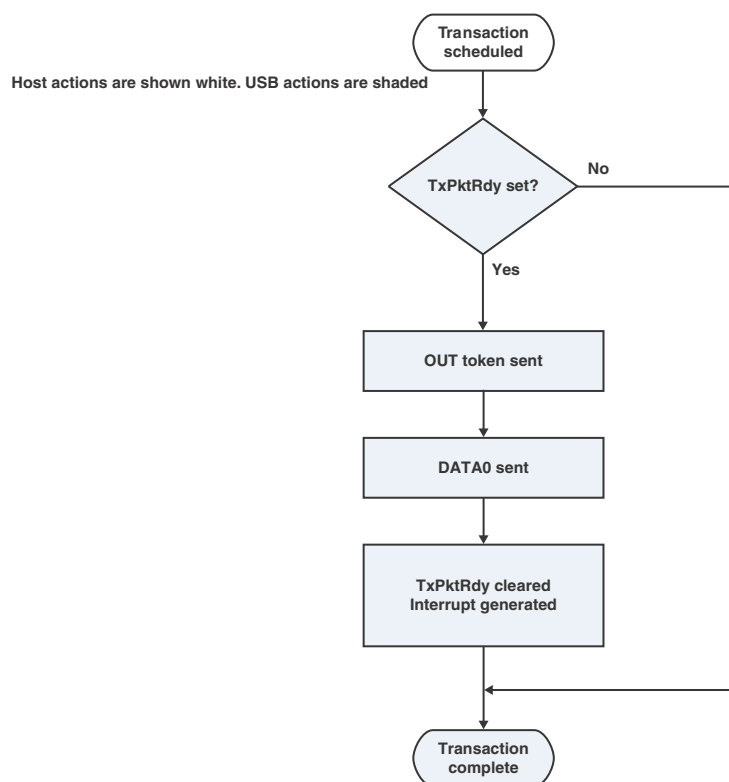 Transaction
scheduled
Host actions are shown white. USB actions are shaded
TxPktRdy set?
No
Yes
OUT token sent
DATA0 sent
TxPktRdy cleared
Interrupt generated
Transaction
complete